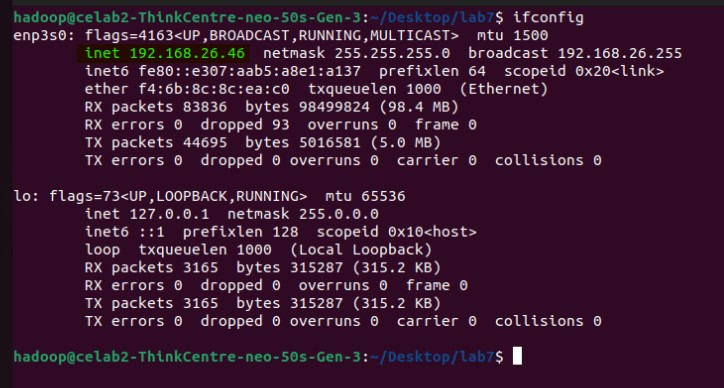 hadoop@celab2-ThinkCentre-neo-50s-Gen-3:~/Desktop/lab7$ ifconfig
enp3s0: flags=4163<UP,BROADCAST,RUNNING,MULTICAST>  mtu 1500
        inet 192.168.26.46  netmask 255.255.255.0  broadcast 192.168.26.255
        inet6 fe80::e307:aab5:a8e1:a137  prefixlen 64  scopeid 0x20<link>
        ether f4:6b:8c:8c:ea:c0  txqueuelen 1000  (Ethernet)
        RX packets 83836  bytes 98499824 (98.4 MB)
        RX errors 0  dropped 93  overruns 0  frame 0
        TX packets 44695  bytes 5016581 (5.0 MB)
        TX errors 0  dropped 0 overruns 0  carrier 0  collisions 0

lo: flags=73<UP,LOOPBACK,RUNNING>  mtu 65536
        inet 127.0.0.1  netmask 255.0.0.0
        inet6 ::1  prefixlen 128  scopeid 0x10<host>
        loop  txqueuelen 1000  (Local Loopback)
        RX packets 3165  bytes 315287 (315.2 KB)
        RX errors 0  dropped 0  overruns 0  frame 0
        TX packets 3165  bytes 315287 (315.2 KB)
        TX errors 0  dropped 0 overruns 0  carrier 0  collisions 0

hadoop@celab2-ThinkCentre-neo-50s-Gen-3:~/Desktop/lab7$